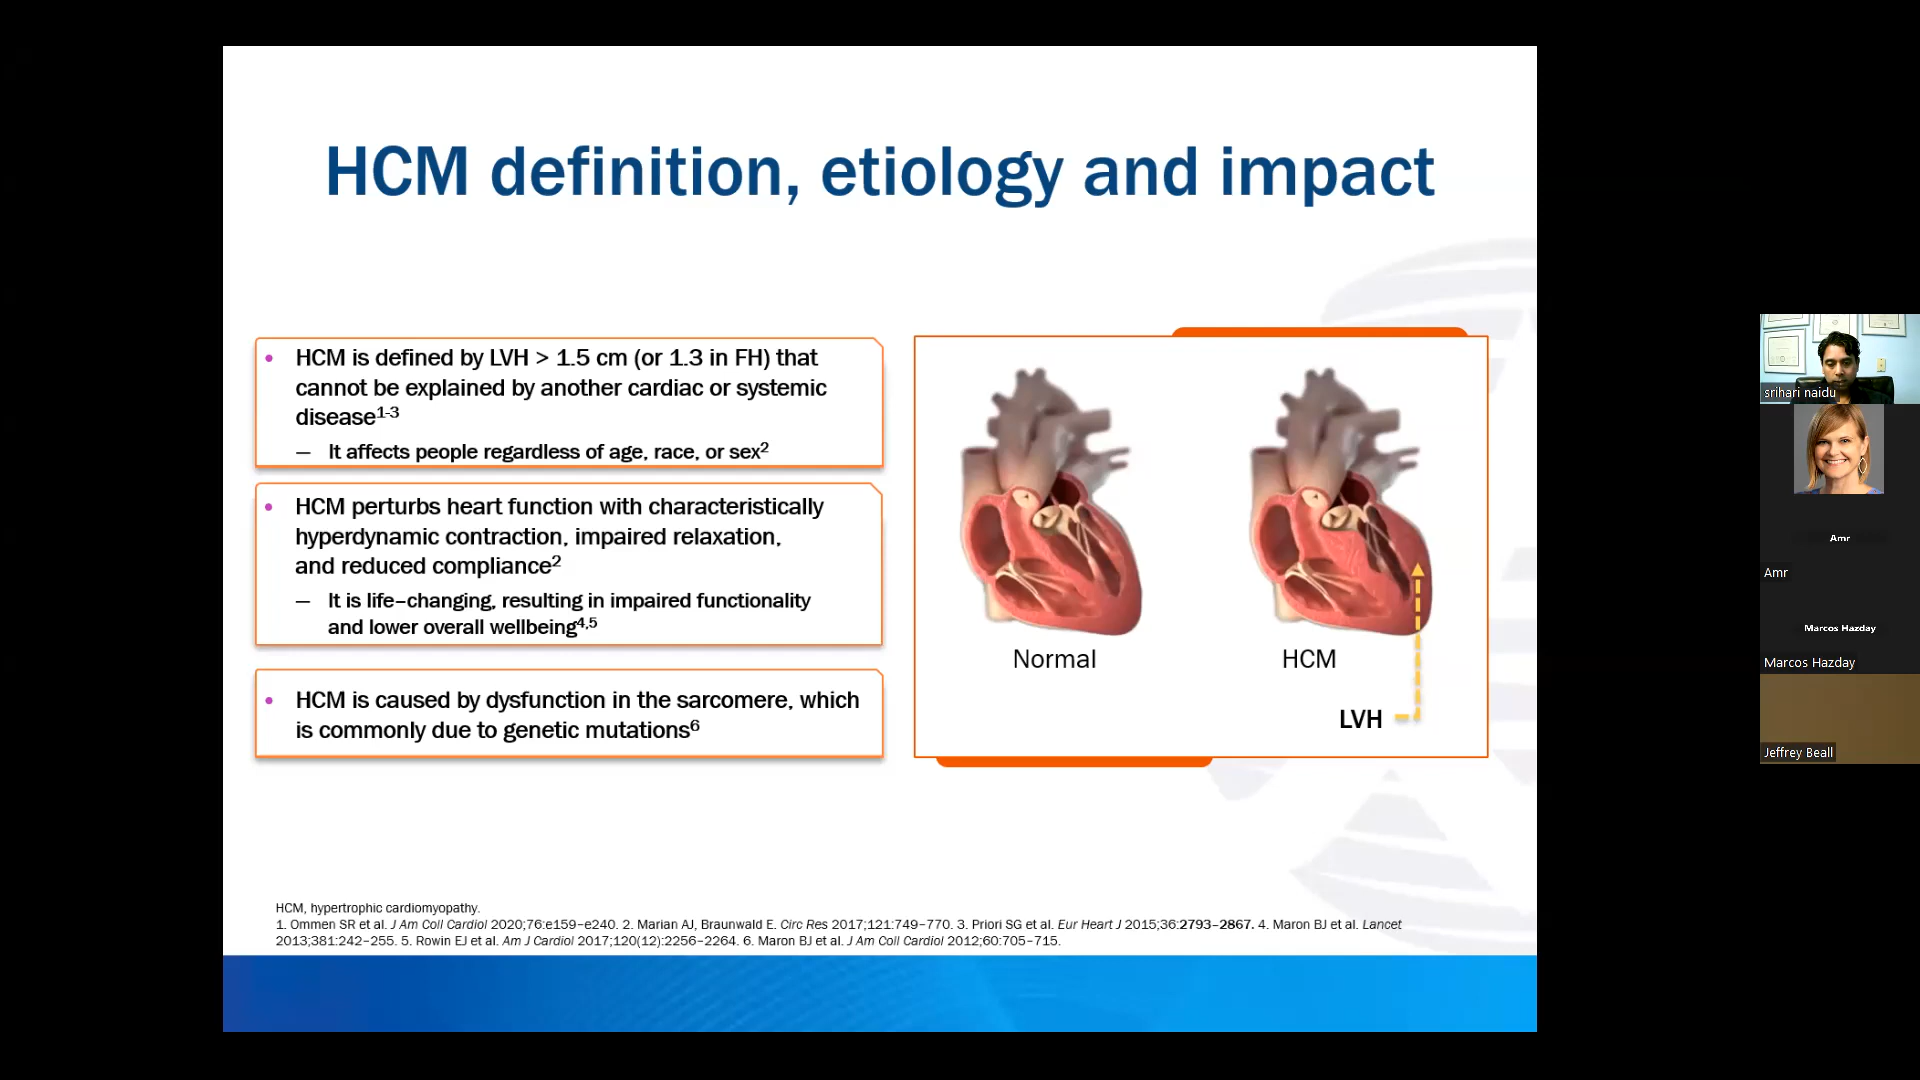 HCM definition, etiology and impact
• HCM is defined by LVH > 1.5 cm (or 1.3 in FH) that
cannot be explained by another cardiac or systemic
disease1-3
– It affects people regardless of age, race, or sex2
• HCM perturbs heart function with characteristically
hyperdynamic contraction, impaired relaxation,
and reduced compliance2
– It is life–changing, resulting in impaired functionality
and lower overall wellbeing4,5
• HCM is caused by dysfunction in the sarcomere, which
is commonly due to genetic mutations6
Normal
HCM
LVH
HCM, hypertrophic cardiomyopathy.
1. Ommen SR et al. J Am Coll Cardiol 2020;76:e159–e240. 2. Marian AJ, Braunwald E. Circ Res 2017;121:749–770. 3. Priori SG et al. Eur Heart J 2015;36:2793–2867. 4. Maron BJ et al. Lancet
2013;381:242–255. 5. Rowin EJ et al. Am J Cardiol 2017;120(12):2256–2264. 6. Maron BJ et al. J Am Coll Cardiol 2012;60:705–715.
srihari naidu
Amr
Amr
Marcos Hazday
Marcos Hazday
Jeffrey Beall